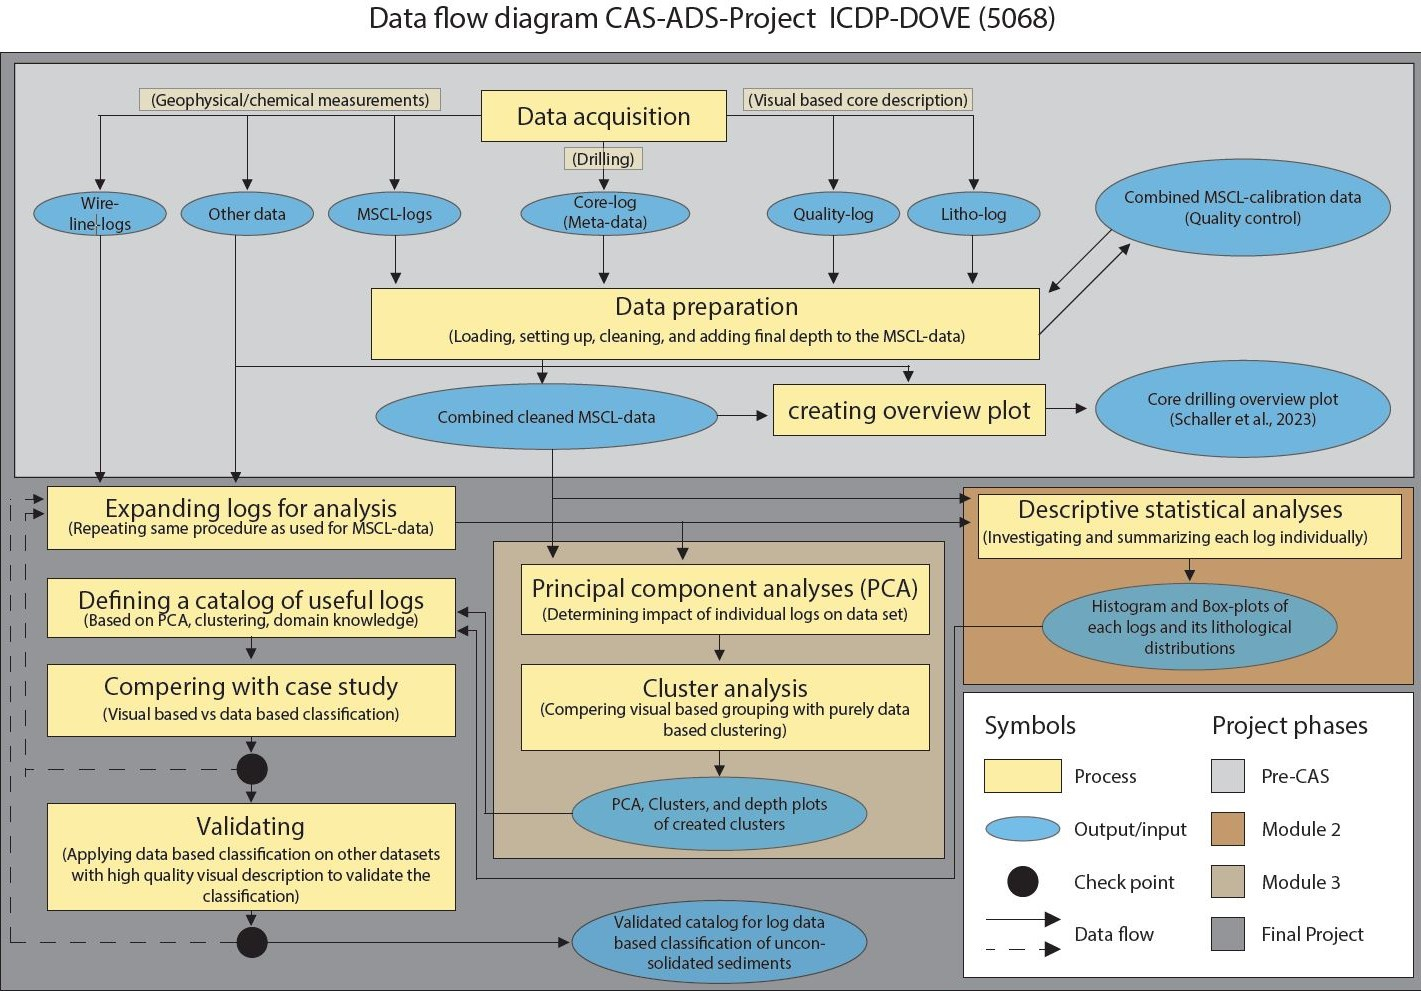 Data flow diagram CAS-ADS-Project ICDP-DOVE (5068)
(Geophysical/chemical measurements)
Data acquisition
(Visual based core description)
(Drilling)
Wire-
line-logs
Other data
MSCL-logs
Core-log
(Meta-data)
Quality-log
Litho-log
Combined MSCL-calibration data
(Quality control)
Data preparation
(Loading, setting up, cleaning, and adding final depth to the MSCL-data)
Combined cleaned MSCL-data
creating overview plot
Core drilling overview plot
(Schaller et al., 2023)
Expanding logs for analysis
(Repeating same procedure as used for MSCL-data)
Descriptive statistical analyses
(Investigating and summarizing each log individually)
Histogram and Box-plots of
each logs and its lithological
distributions
Principal component analyses (PCA)
(Determining impact of individual logs on data set)
Cluster analysis
(Compering visual based grouping with purely data
based clustering)
PCA, Clusters, and depth plots
of created clusters
Defining a catalog of useful logs
(Based on PCA, clustering, domain knowledge)
Compering with case study
(Visual based vs data based classification)
Validating
(Applying data based classification on other datasets
with high quality visual description to validate the
classification)
Validated catalog for log data
based classification of uncon-
solidated sediments
Symbols
Process
Output/input
Check point
Data flow
Project phases
Pre-CAS
Module 2
Module 3
Final Project